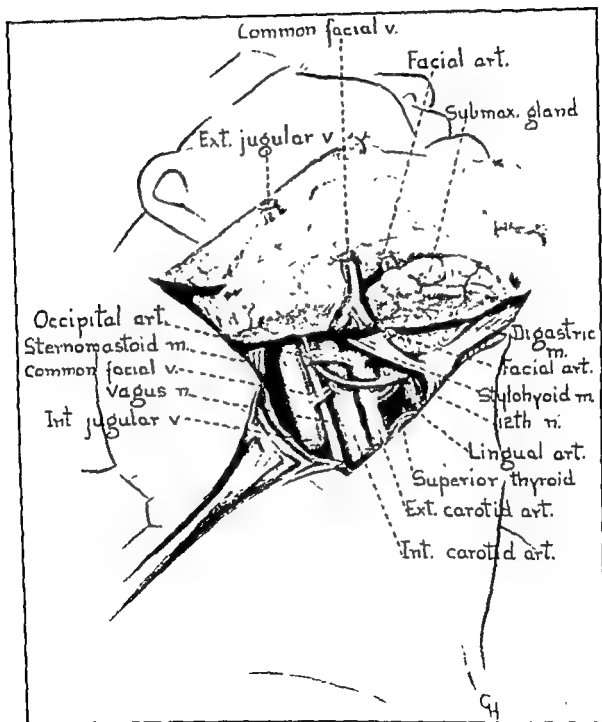 Common facial v.
Facial art.
Submax. gland
Ext. jugular v
Occipital art.
Sternomastoid m.
Common facial v.
Vagus n.
Int jugular v
Digastric
m.
Facial art.
Stylohyoid m
12th n.
Lingual art.
Superior thyroid
Ext. carotid art.
Int. carotid art.
CH